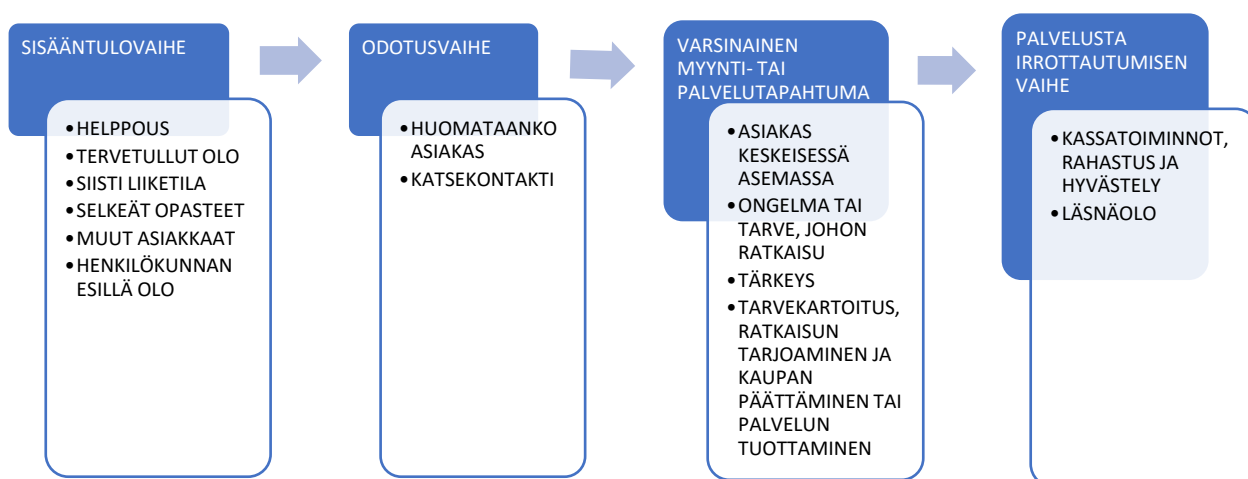 SISÄÄNTULOVAIHE
•HELPPOUS
•TERVETULLUT OLO
•SIISTI LIIKETILA
•SELKEÄT OPASTEET
•MUUT ASIAKKAAT
•HENKILÖKUNNAN
ESILLÄ OLO
ODOTUSVAIHE
•HUOMATAANKO
ASIAKAS
•KATSEKONTAKTI
VARSINAINEN
MYYNTI- TAI
PALVELUTAPAHTUMA
•ASIAKAS
KESKEISESSÄ
ASEMASSA
•ONGELMA TAI
TARVE, JOHON
RATKAISU
•TÄRKEYS
•TARVEKARTOITUS,
RATKAISUN
TARJOAMINEN JA
KAUPAN
PÄÄTTÄMINEN TAI
PALVELUN
TUOTTAMINEN
PALVELUSTA
IRROTTAUTUMISEN
VAIHE
•KASSATOIMINNOT,
RAHASTUS JA
HYVÄSTELY
•LÄSNÄOLO